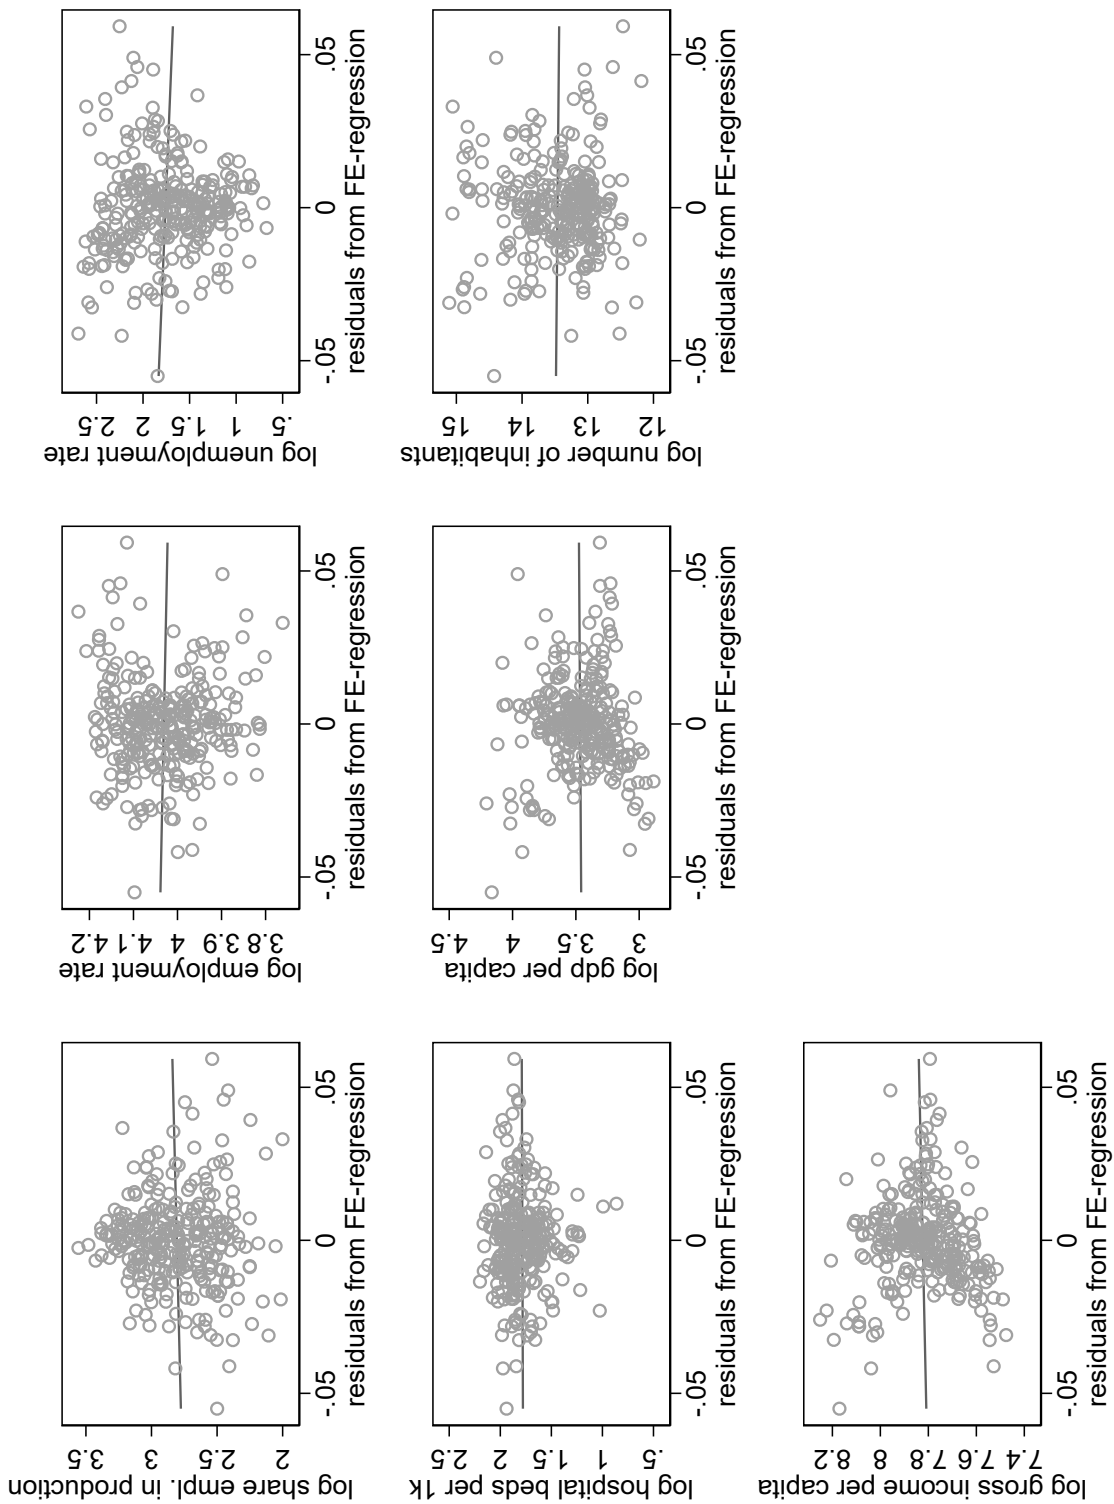 log share empl. in production
3.5
3
2.5
2
-.05 0 .05
residuals from FE-regression
log employment rate
4.2
4.1
4
3.9
3.8
-.05 0 .05
residuals from FE-regression
log unemployment rate
2.5
2
1.5
1
.5
-.05 0 .05
residuals from FE-regression
log hospital beds per 1k
2.5
2
1.5
1
.5
-.05 0 .05
residuals from FE-regression
log gdp per capita
4.5
4
3.5
3
-.05 0 .05
residuals from FE-regression
log number of inhabitants
15
14
13
12
-.05 0 .05
residuals from FE-regression
log gross income per capita
8.2
8
7.8
7.6
7.4
-.05 0 .05
residuals from FE-regression